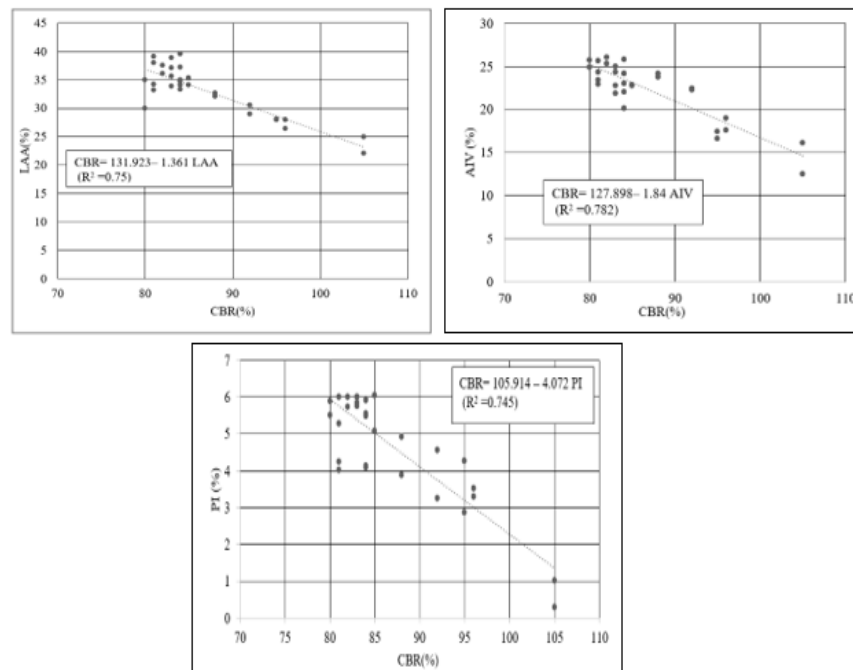 45
40
35
30
25
20
15
10
5
0
LAA(%)
CBR= 131.923– 1.361 LAA
(R² =0.75)
70 80 90 100 110
CBR(%)
30
25
20
15
10
5
0
AIV (%)
CBR= 127.898– 1.84 AIV
(R² =0.782)
70 80 90 100 110
CBR(%)
7
6
5
4
3
2
1
0
PI (%)
CBR= 105.914 – 4.072 PI
(R² =0.745)
70 75 80 85 90 95 100 105 110
CBR(%)